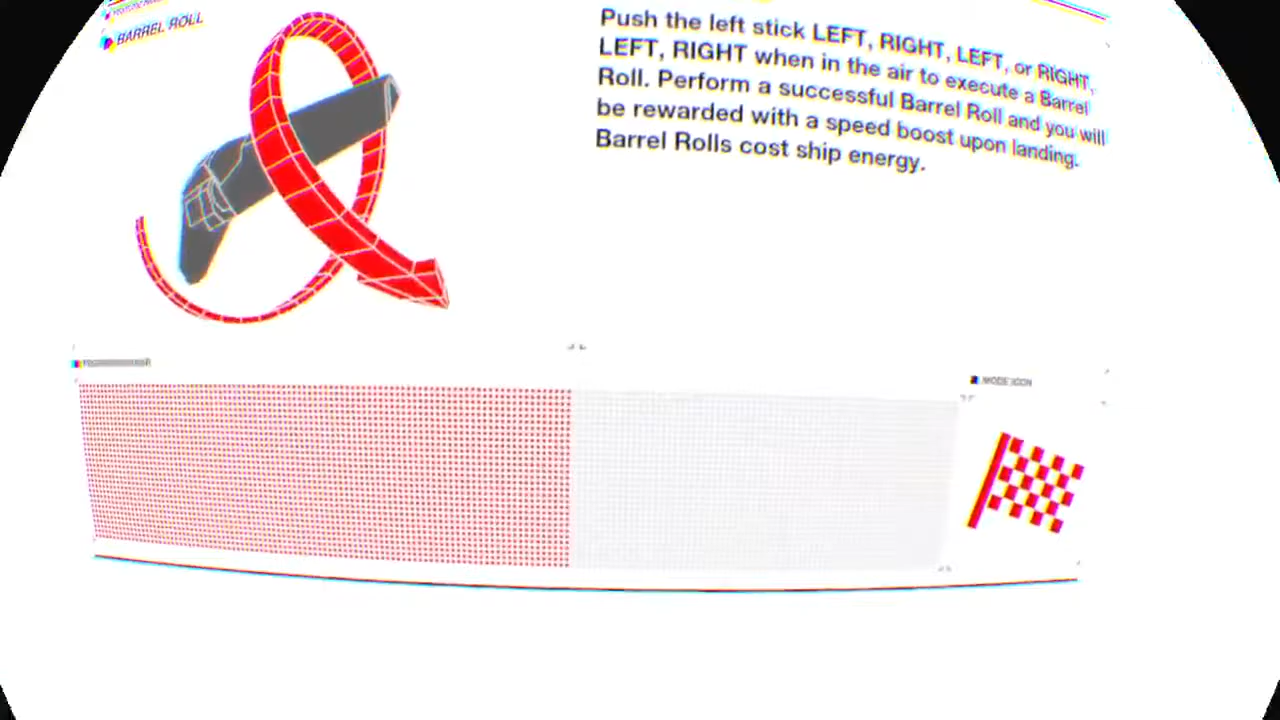 BARREL ROLL
Push the left stick LEFT, RIGHT, LEFT, or RIGHT,
LEFT, RIGHT when in the air to execute a Barrel
Roll. Perform a successful Barrel Roll and you will
be rewarded with a speed boost upon landing.
Barrel Rolls cost ship energy.
MODE ICON